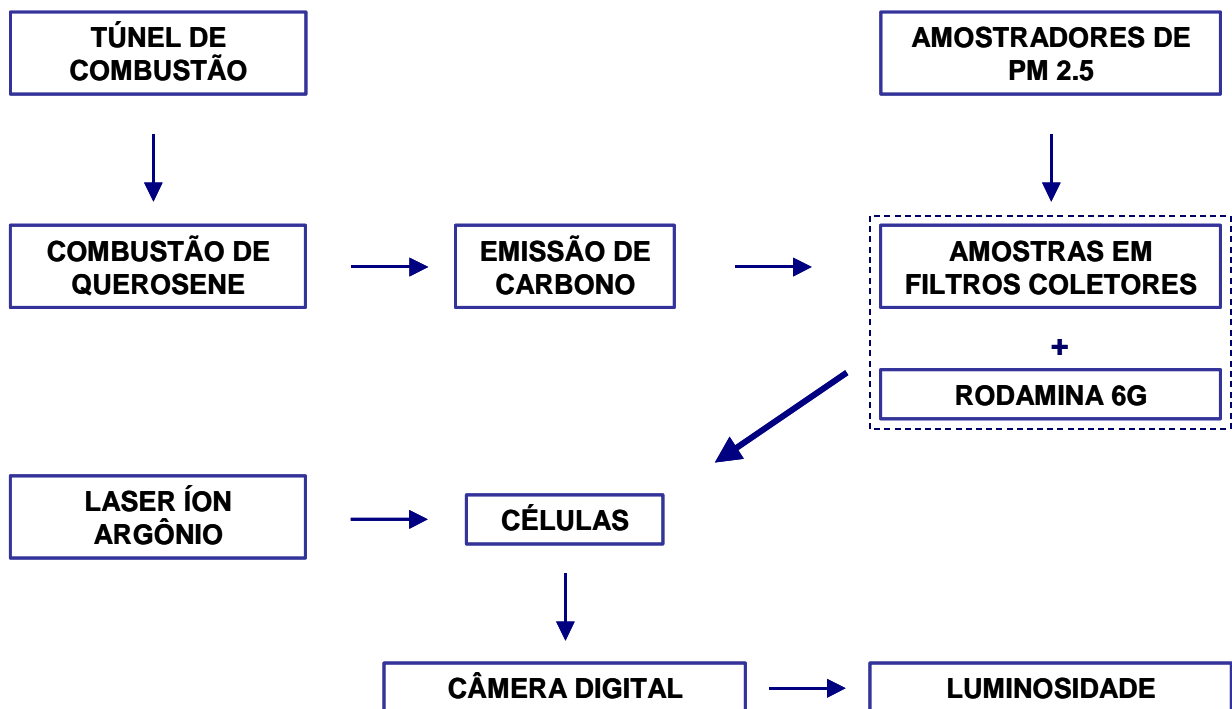 TÚNEL DE
COMBUSTÃO
AMOSTRADORES DE
PM 2.5
COMBUSTÃO DE
QUEROSENE
EMISSÃO DE
CARBONO
AMOSTRAS EM
FILTROS COLETORES
+
RODAMINA 6G
LASER ÍON
ARGÔNIO
CÉLULAS
CÂMERA DIGITAL
LUMINOSIDADE